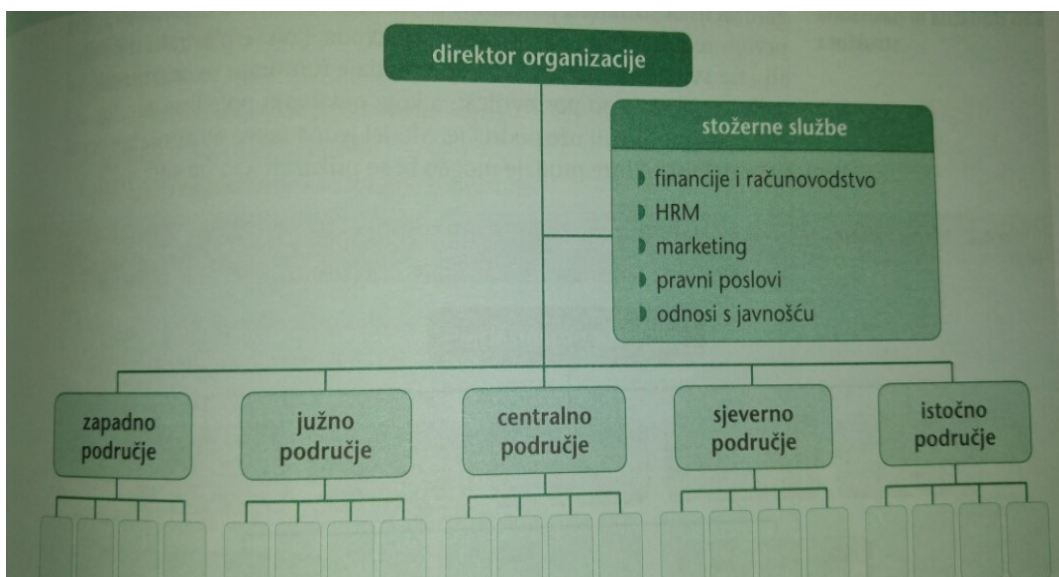 direktor organizacije
stožerne službe
financije i računovodstvo
HRM
marketing
pravni poslovi
odnosi s javnošću
zapadno
područje
južno
područje
centralno
područje
sjeverno
područje
istočno
područje